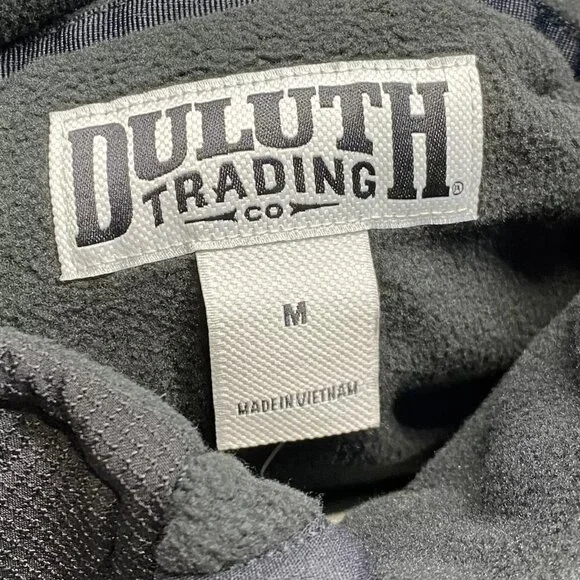 DULUTH
TRADING
CO ®
M
MADE IN VIETNAM